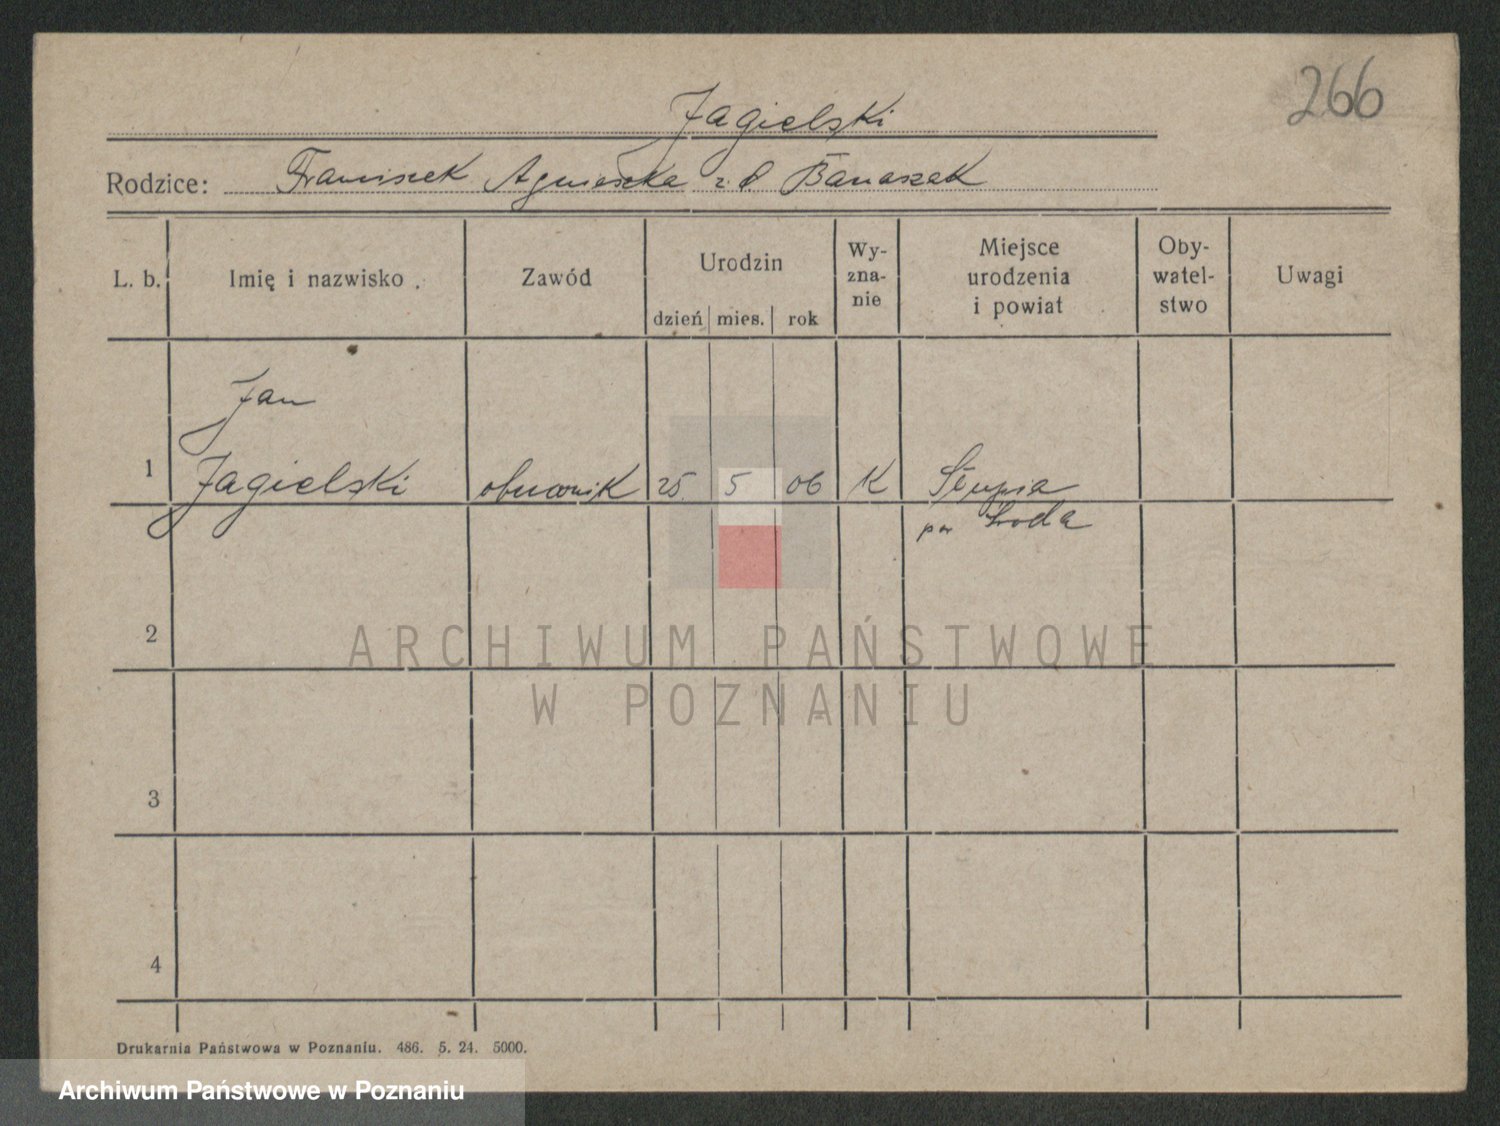 266
Jagielski
Rodzice: Franciszek Agnieszka z d Banaszak
L. b. Imię i nazwisko Zawód Urodzin dzień mies. rok Wy-zna-nie Miejsce urodzenia i powiat Oby-watel-stwo Uwagi
Jan
1 Jagielski obuwnik 25 5 06 K Słupia
pow Środa
2
ARCHIWUM PAŃSTWOWE
W POZNANIU
3
4
Drukarnia Państwowa w Poznaniu. 486. 5. 24. 5000.
Archiwum Państwowe w Poznaniu